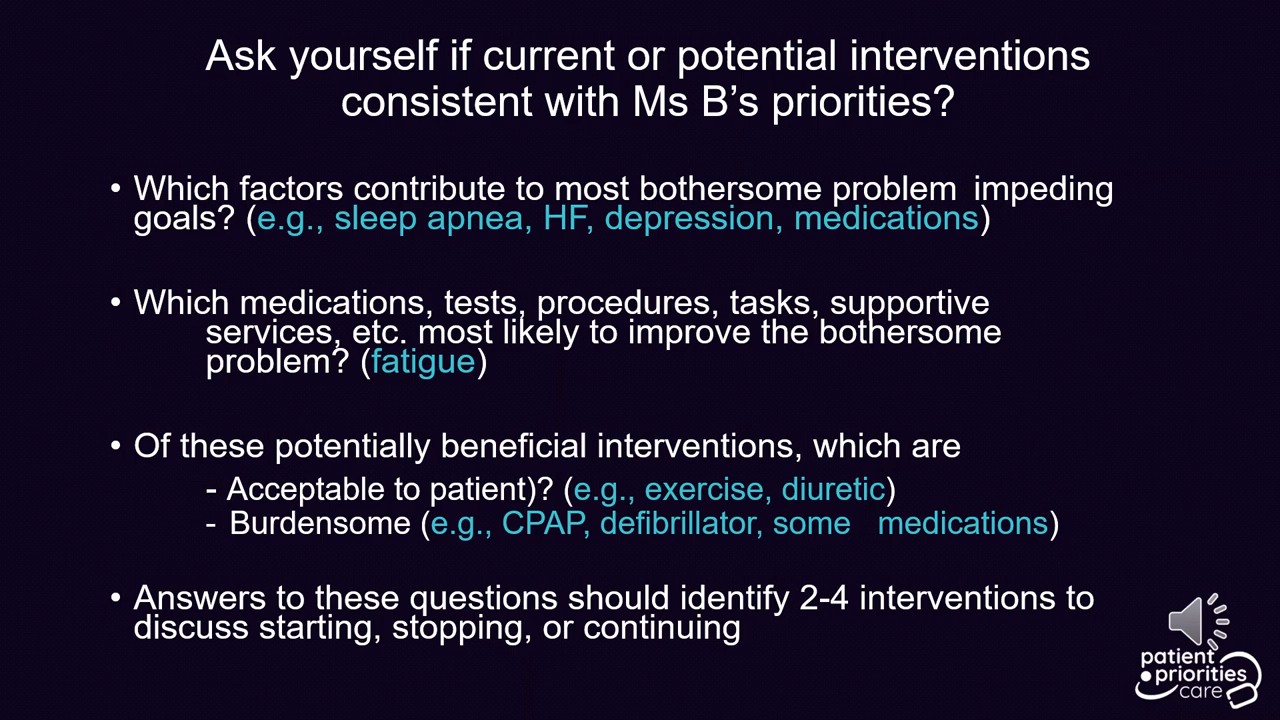 Ask yourself if current or potential interventions
consistent with Ms B’s priorities?
• Which factors contribute to most bothersome problem impeding
goals? (e.g., sleep apnea, HF, depression, medications)
• Which medications, tests, procedures, tasks, supportive
services, etc. most likely to improve the bothersome
problem? (fatigue)
• Of these potentially beneficial interventions, which are
- Acceptable to patient)? (e.g., exercise, diuretic)
- Burdensome (e.g., CPAP, defibrillator, some medications)
• Answers to these questions should identify 2-4 interventions to
discuss starting, stopping, or continuing
patient
priorities
care